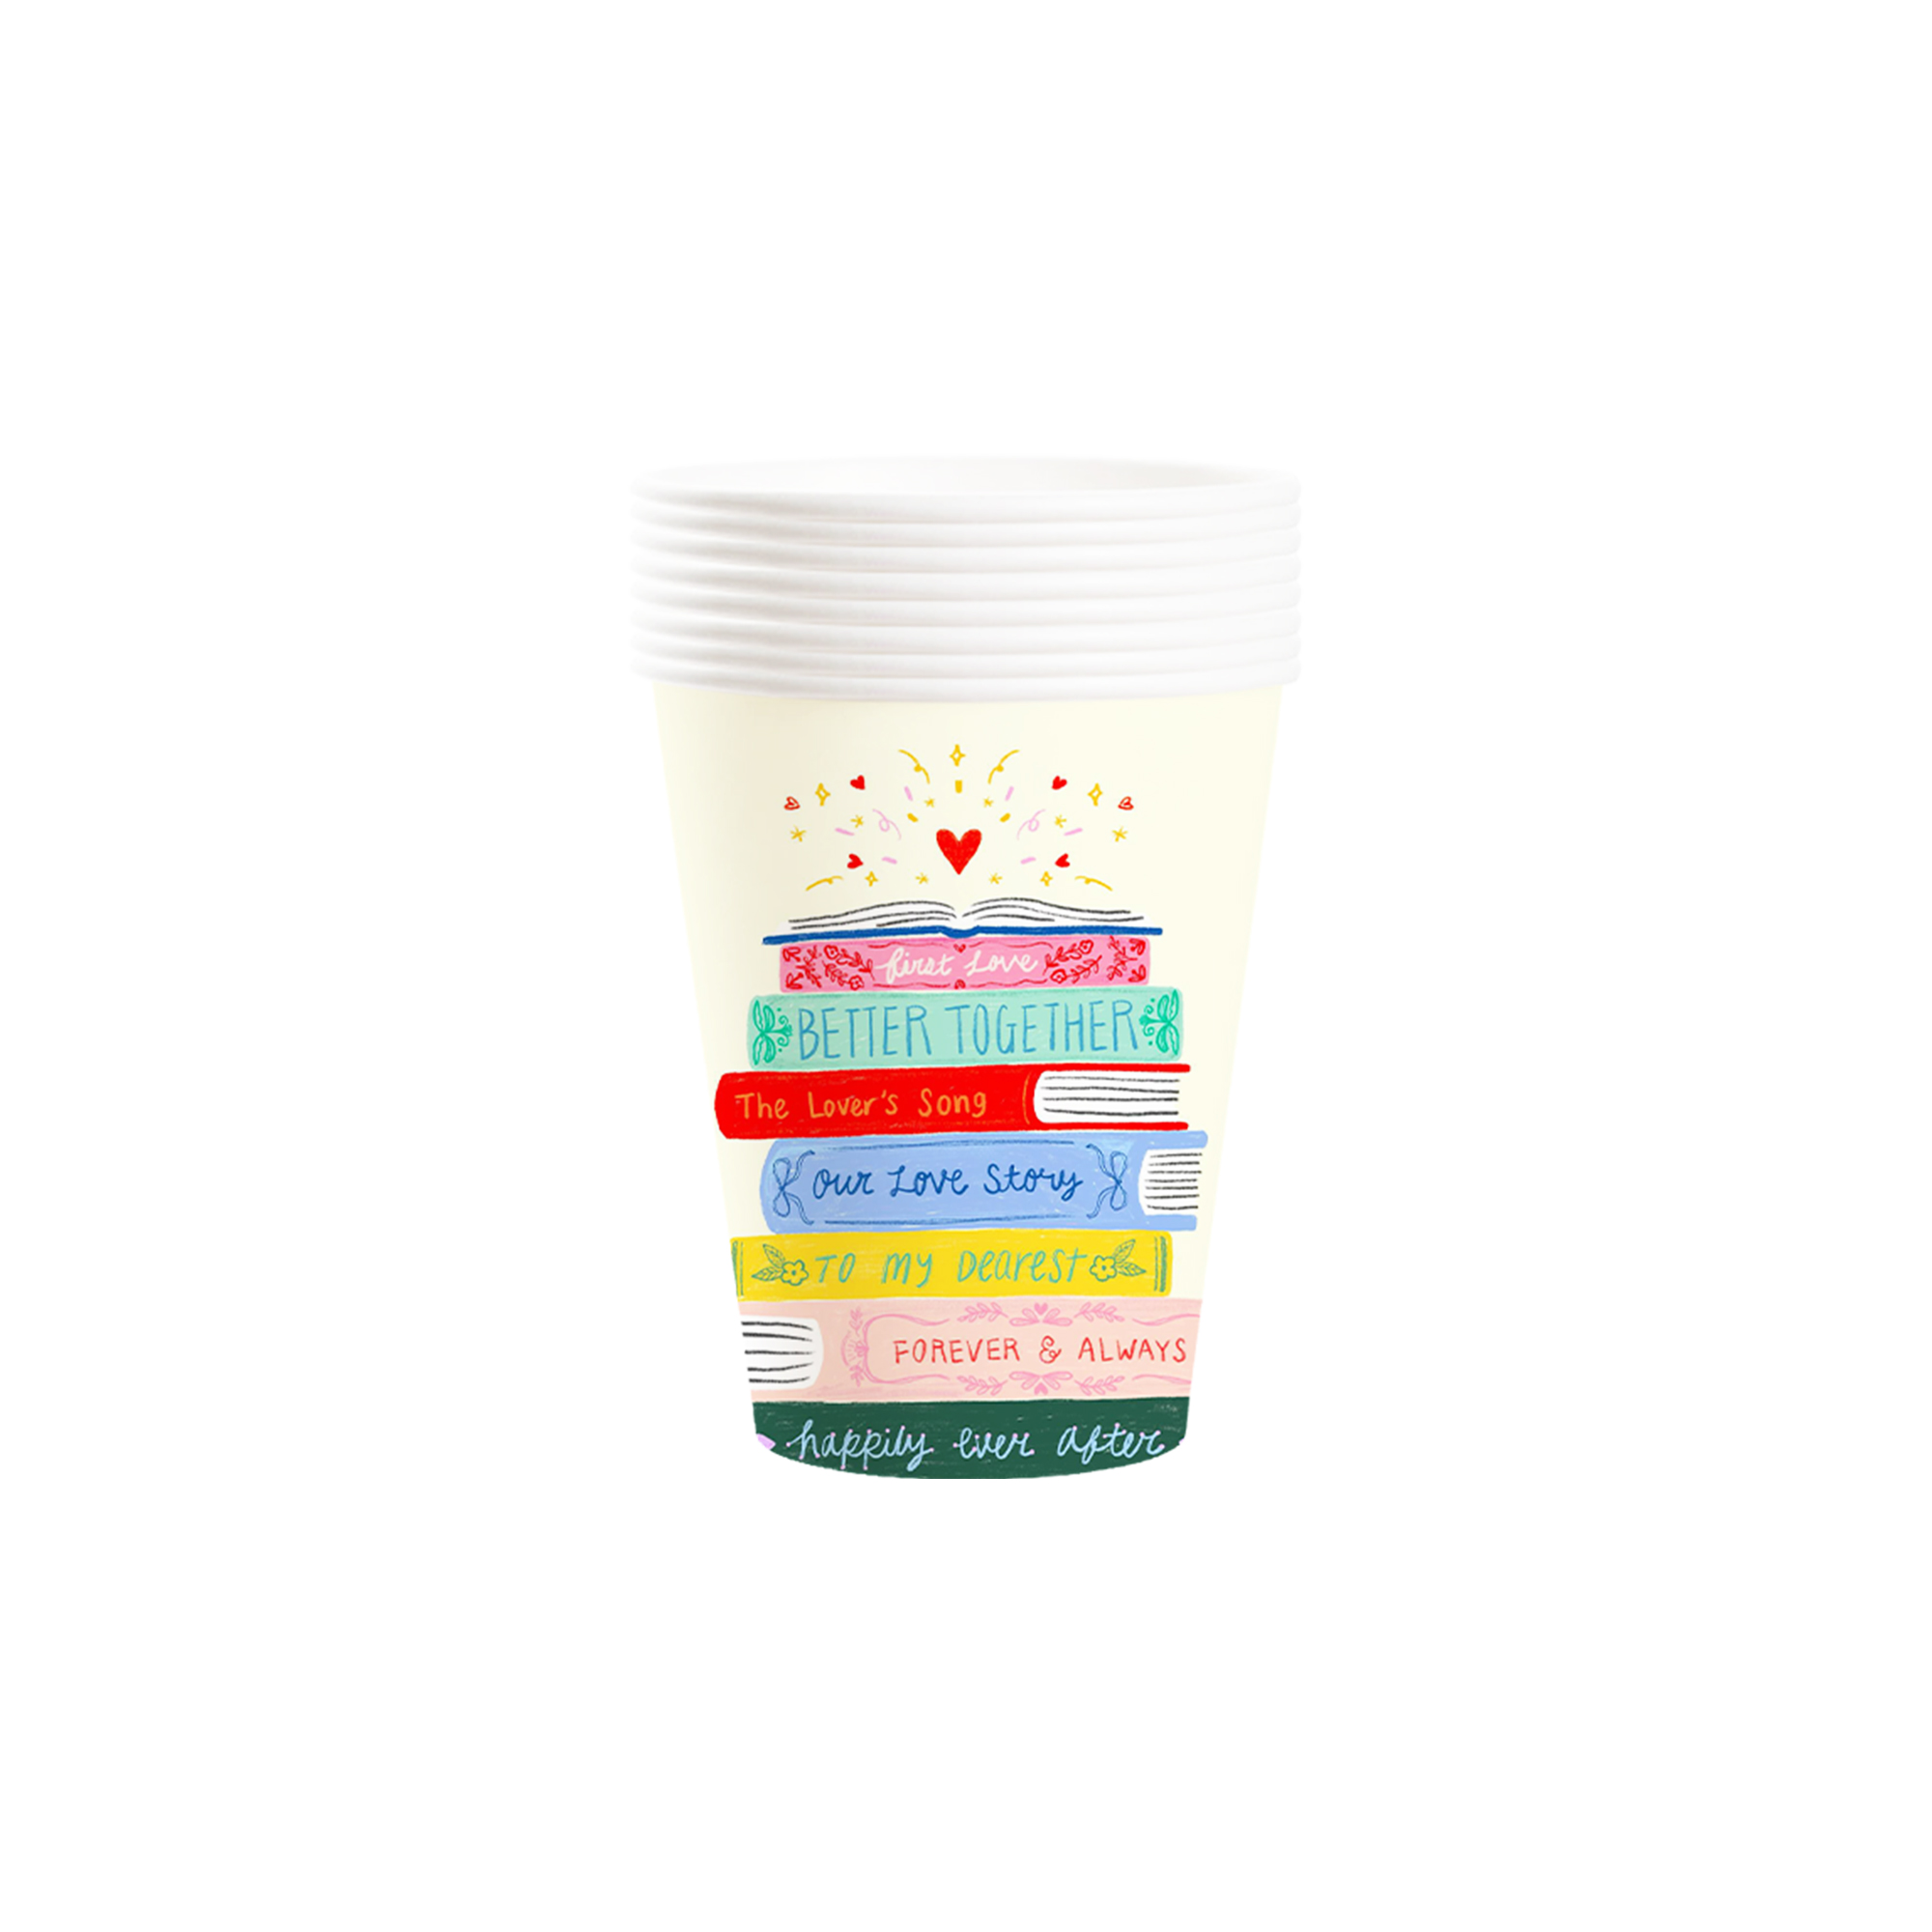 first Love
BETTER TOGETHER
The Lover's Song
Our Love Story
TO my Dearest
FOREVER & ALWAYS
happily ever after